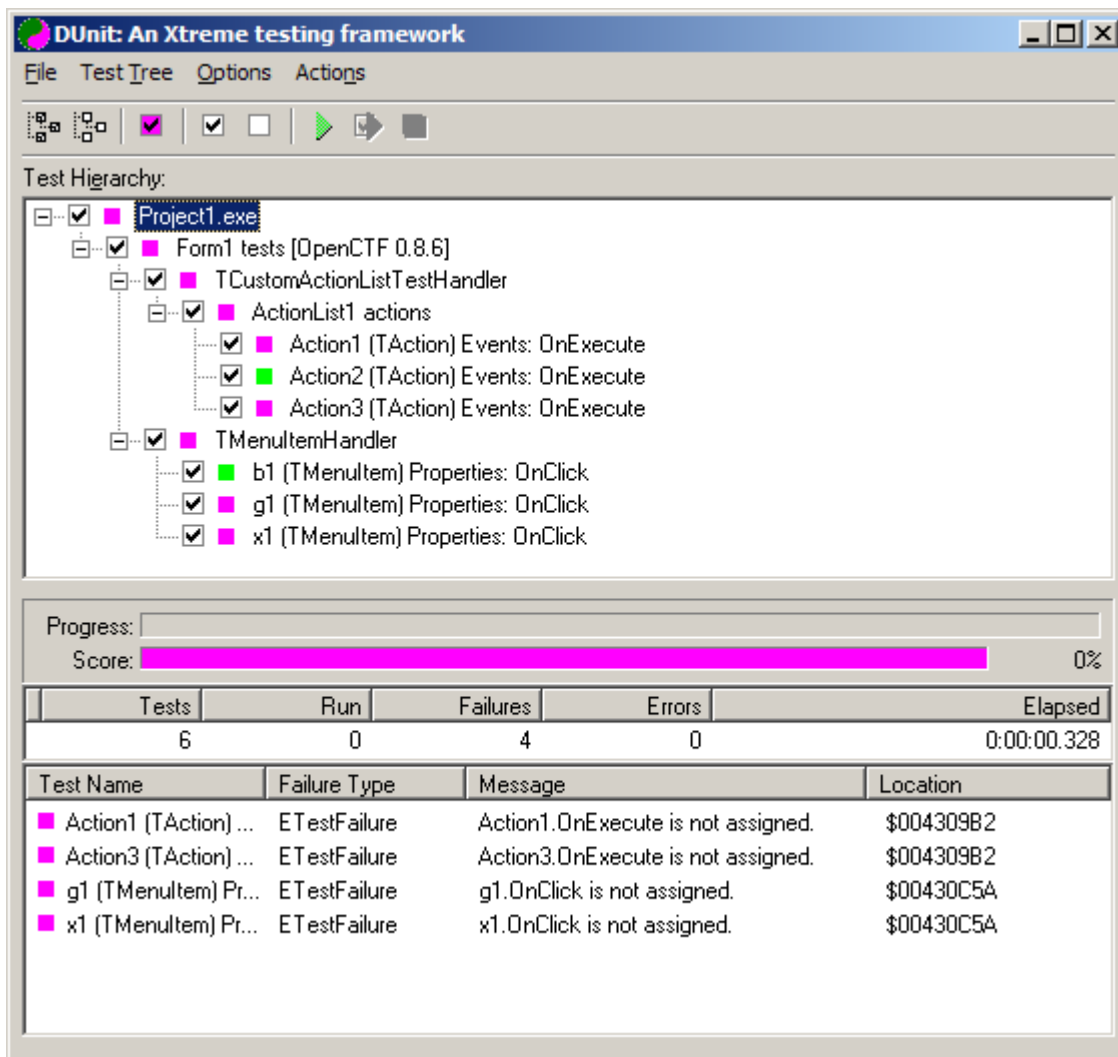 DUnit: An Xtreme testing framework
File Test Tree Options Actions
Test Hierarchy:
Project1.exe
Form1 tests [OpenCTF 0.8.6]
TCustomActionListTestHandler
ActionList1 actions
Action1 (TAction) Events: OnExecute
Action2 (TAction) Events: OnExecute
Action3 (TAction) Events: OnExecute
TMenuItemHandler
b1 (TMenuItem) Properties: OnClick
g1 (TMenuItem) Properties: OnClick
x1 (TMenuItem) Properties: OnClick
Progress:
Score: 0%
Tests Run Failures Errors Elapsed
6 0 4 0 0:00:00.328
Test Name Failure Type Message Location
Action1 (TAction) ... ETestFailure Action1.OnExecute is not assigned. $004309B2
Action3 (TAction) ... ETestFailure Action3.OnExecute is not assigned. $004309B2
g1 (TMenuItem) Pr... ETestFailure g1.OnClick is not assigned. $00430C5A
x1 (TMenuItem) Pr... ETestFailure x1.OnClick is not assigned. $00430C5A